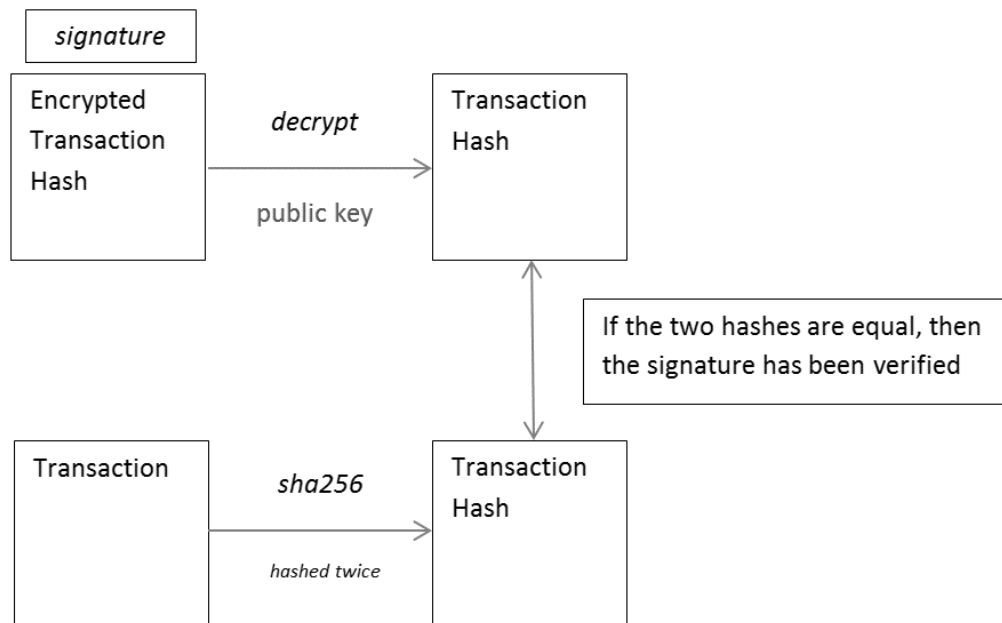 signature
Encrypted
Transaction
Hash
decrypt
public key
Transaction
Hash
If the two hashes are equal, then
the signature has been verified
Transaction
sha256
hashed twice
Transaction
Hash